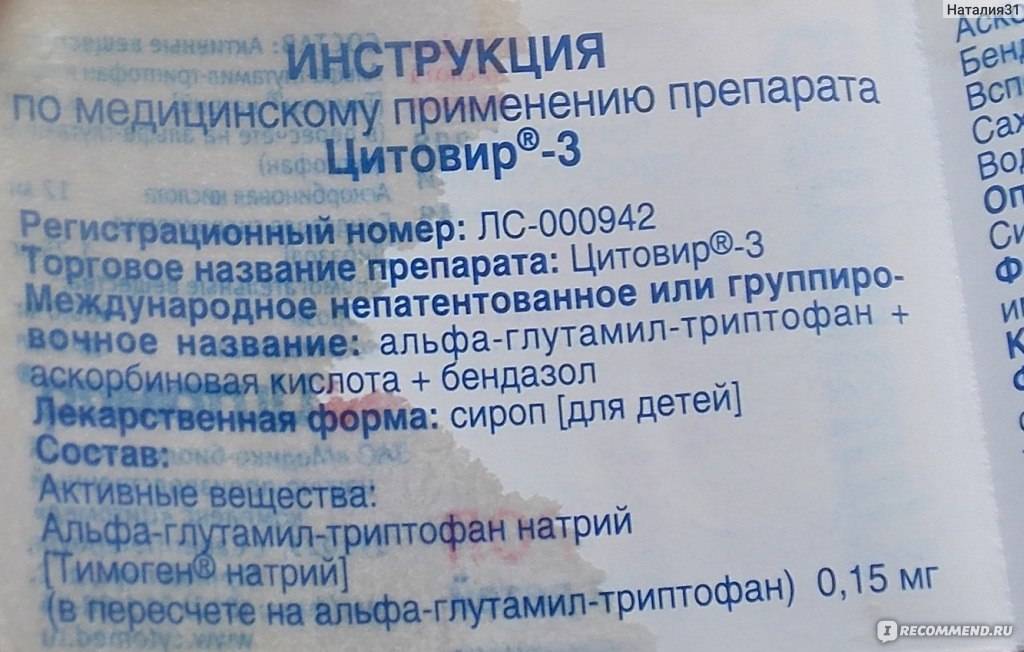 Наталия31
ИНСТРУКЦИЯ
по медицинскому применению препарата
Цитовир®-3
Регистрационный номер: ЛС-000942
Торговое название препарата: Цитовир®-3
Международное непатентованное или группиро-
вочное название: альфа-глутамил-триптофан +
аскорбиновая кислота + бендазол
Лекарственная форма: сироп [для детей]
Состав:
Активные вещества:
Альфа-глутамил-триптофан натрий
[Тимоген® натрий]
(в пересчете на альфа-глутамил-триптофан) 0,15 мг
IRECOMMEND.RU